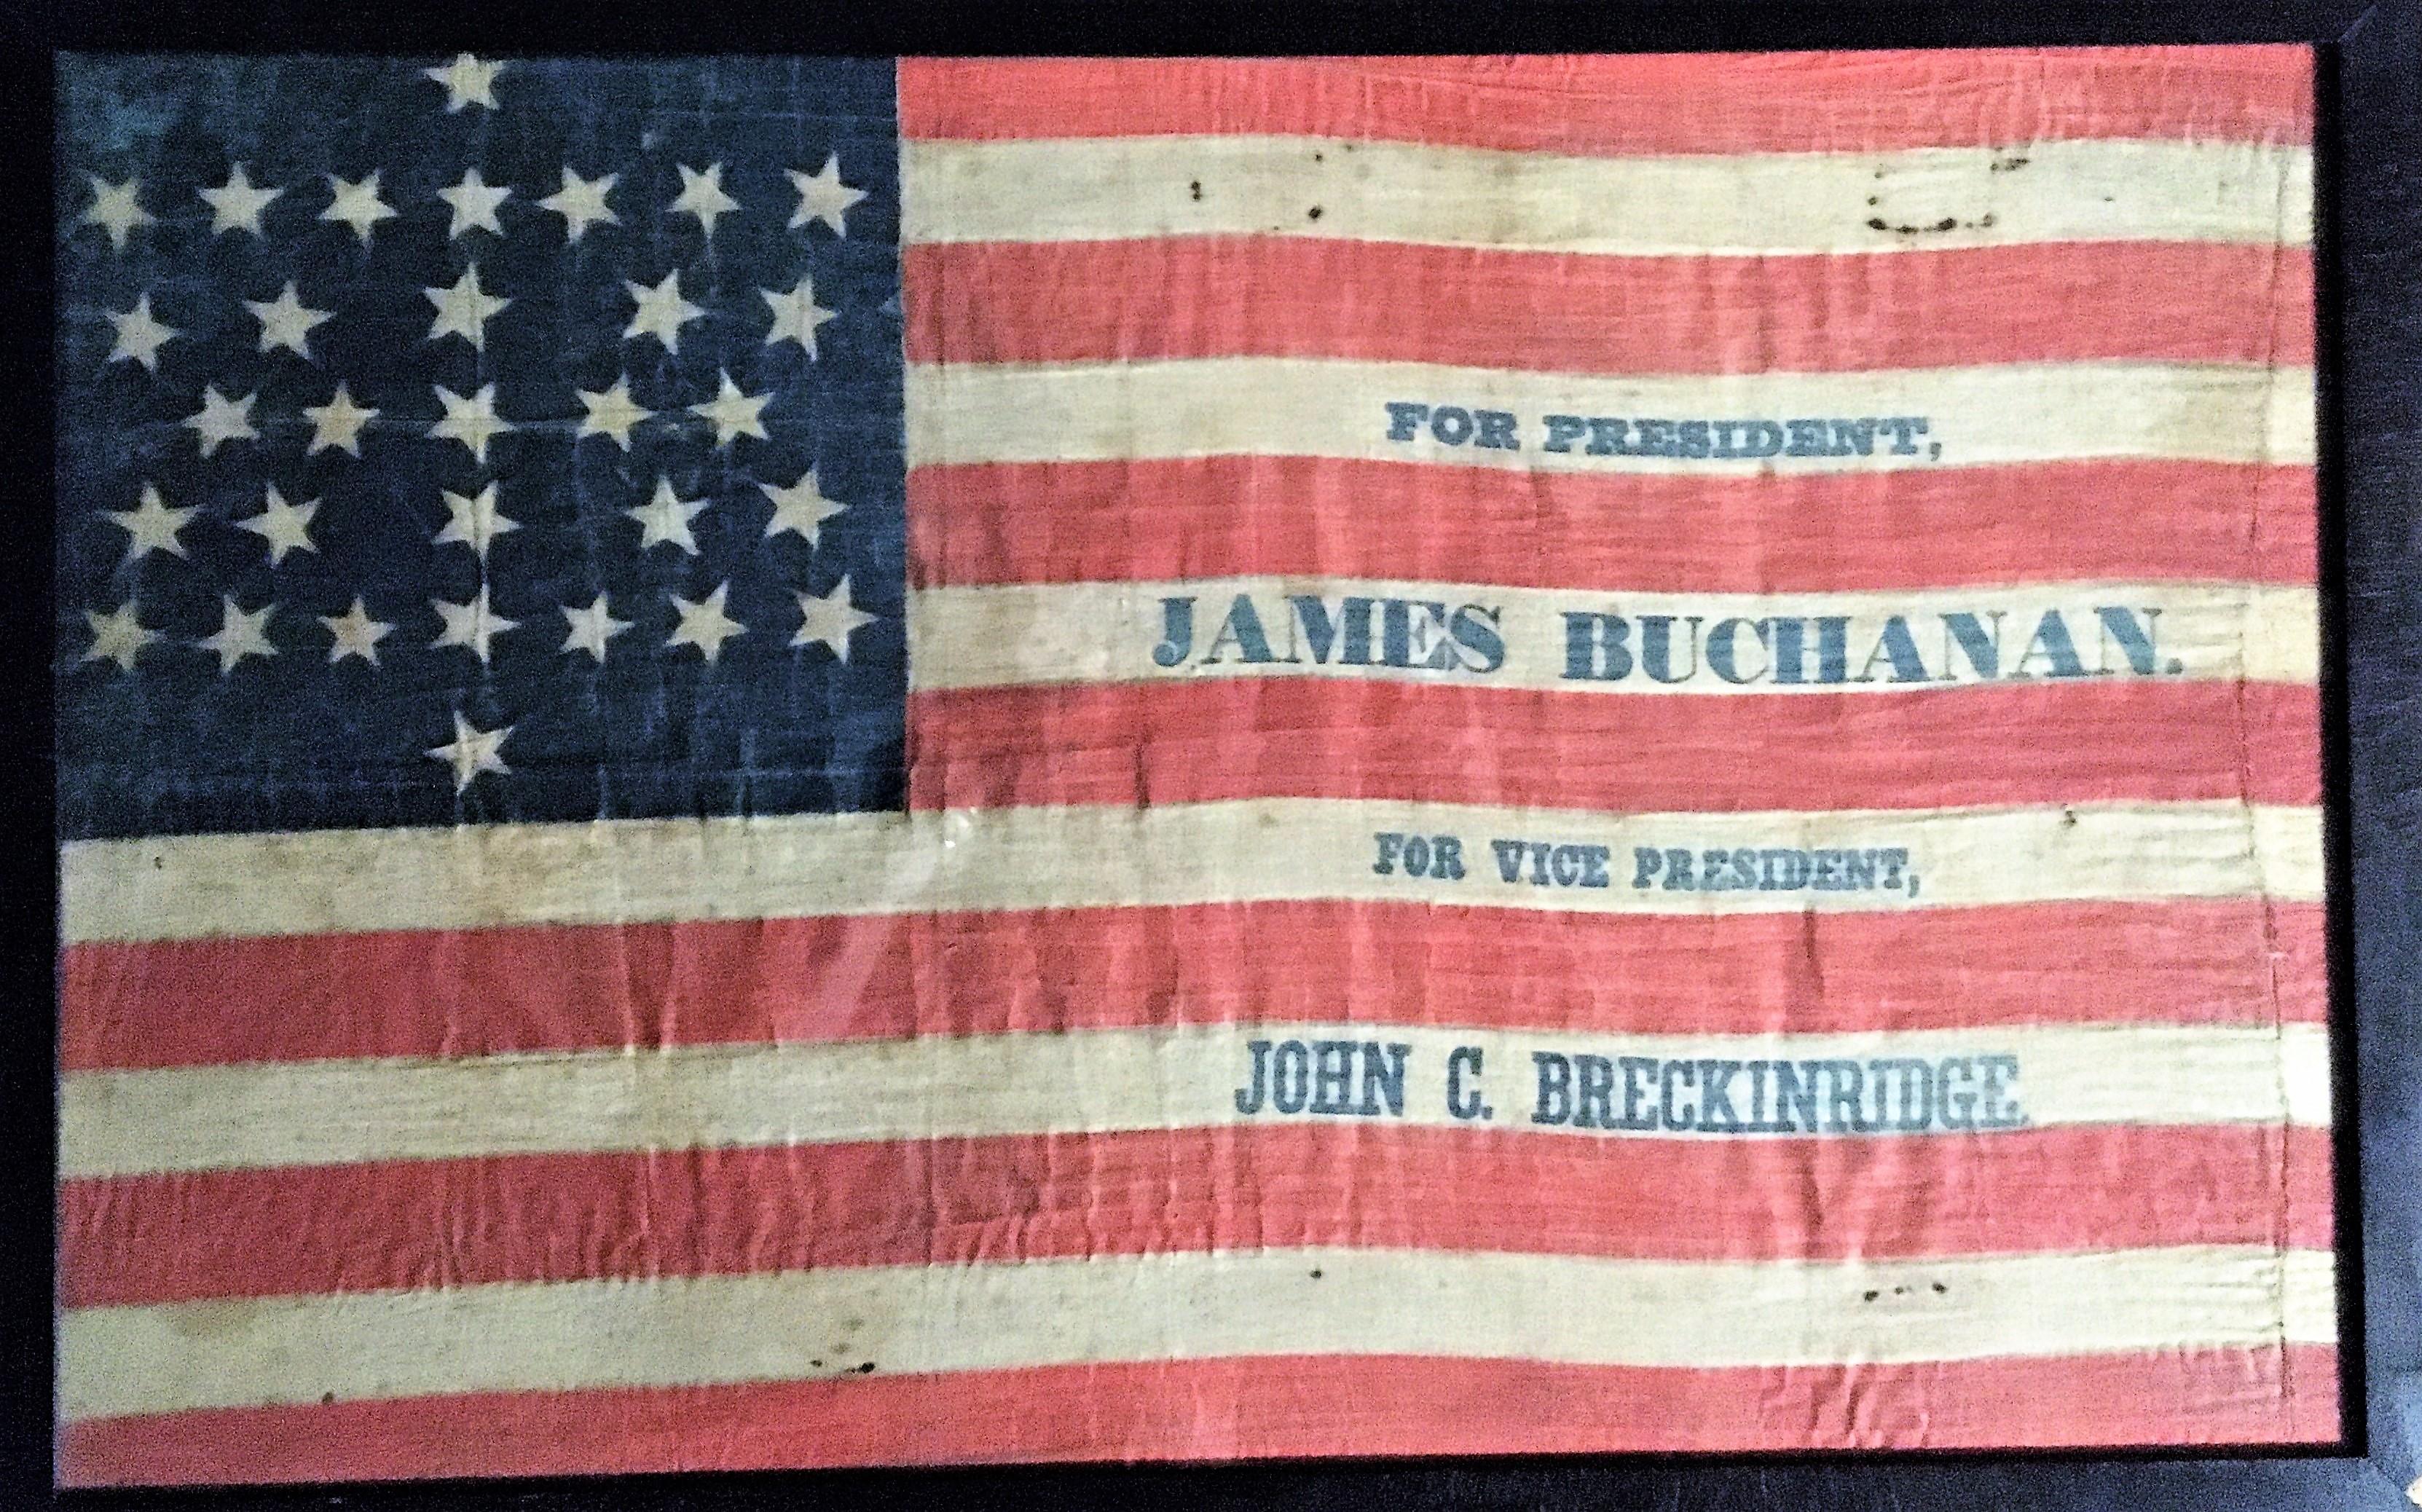 FOR PRESIDENT,
JAMES BUCHANAN.
FOR VICE PRESIDENT,
JOHN C. BRECKINRIDGE.